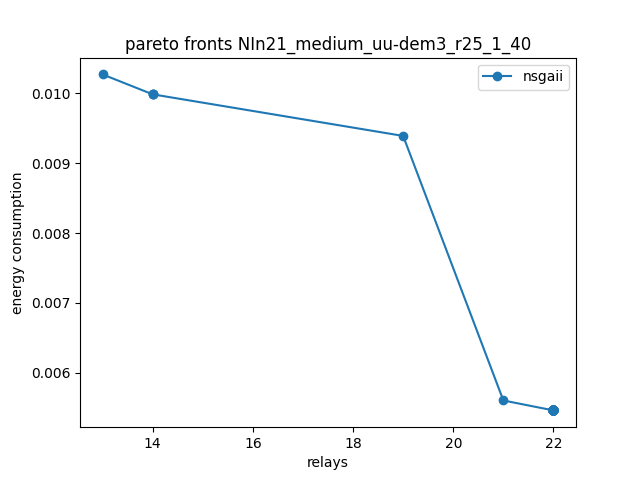 pareto fronts NIn21_medium_uu-dem3_r25_1_40
nsgaii
0.010
0.009
0.008
0.007
0.006
energy consumption
14 16 18 20 22
relays